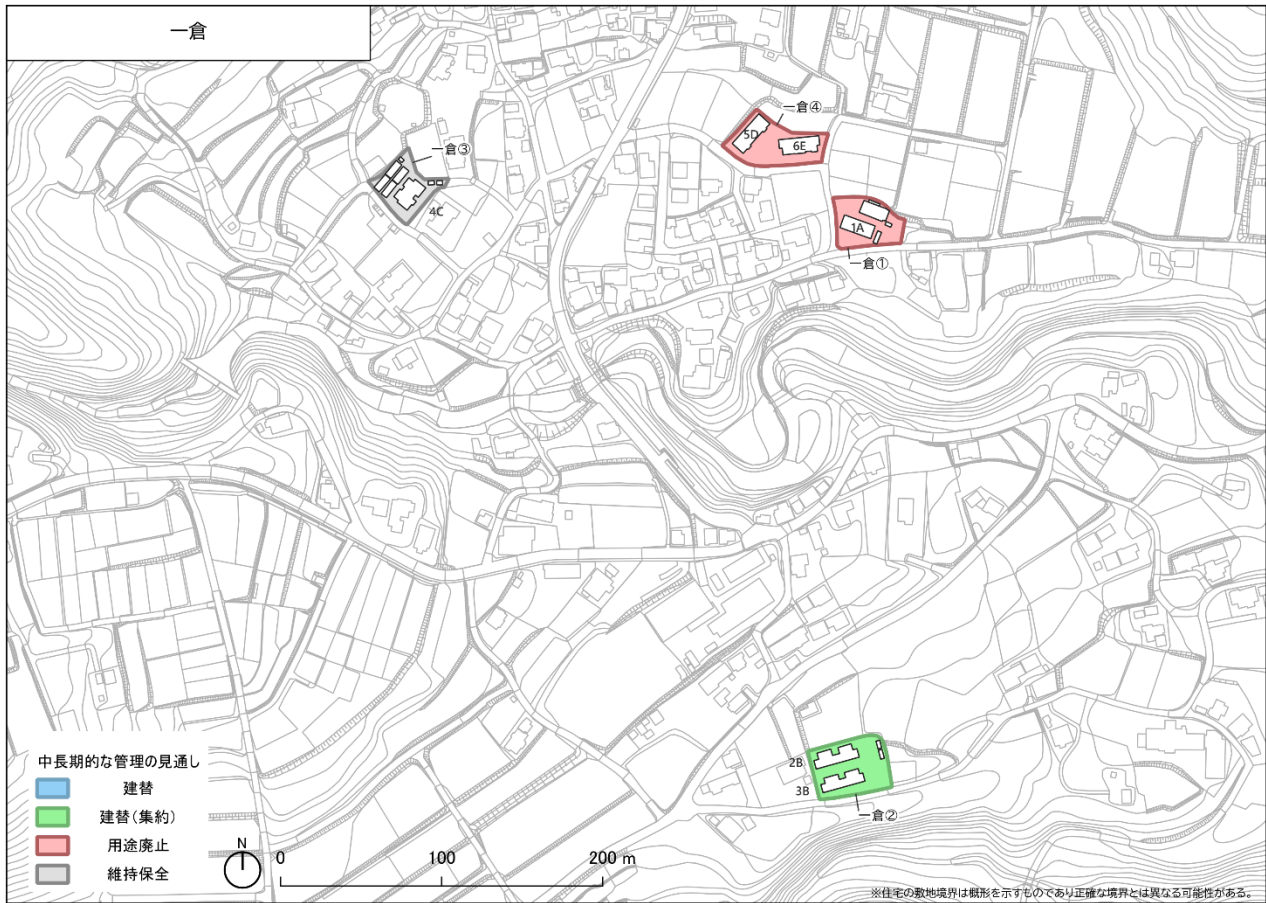 一倉
一倉④
5D
6E
一倉③
4C
1A
一倉①
2B
3B
一倉②
中長期的な管理の見通し
建替
建替(集約)
用途廃止
維持保全
N
0 100 200 m
※住宅の敷地境界は概形を示すものであり正確な境界とは異なる可能性がある。